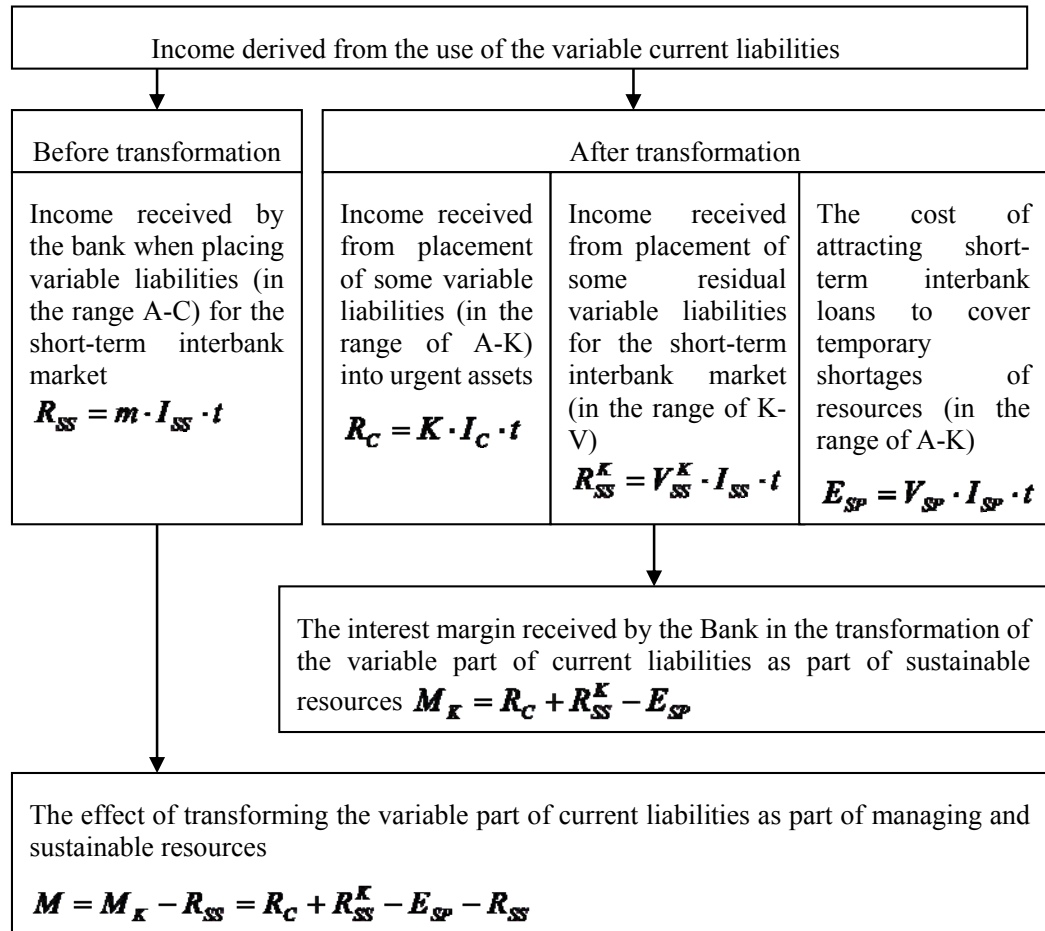 Income derived from the use of the variable current liabilities
Before transformation
After transformation
Income received by
the bank when placing
variable liabilities (in
the range A-C) for the
short-term interbank
market
R_SS = m · I_SS · t
Income received
from placement
of some variable
liabilities (in the
range of A-K)
into urgent assets
R_C = K · I_C · t
Income received
from placement of
some residual
variable liabilities
for the short-term
interbank market
(in the range of K-
V)
R_SS^K = V_SS^K · I_SS · t
The cost of
attracting short-
term interbank
loans to cover
temporary
shortages of
resources (in the
range of A-K)
E_SP = V_SP · I_SP · t
The interest margin received by the Bank in the transformation of
the variable part of current liabilities as part of sustainable
resources M_K = R_C + R_SS^K − E_SP
The effect of transforming the variable part of current liabilities as part of managing and
sustainable resources
M = M_K − R_SS = R_C + R_SS^K − E_SP − R_SS